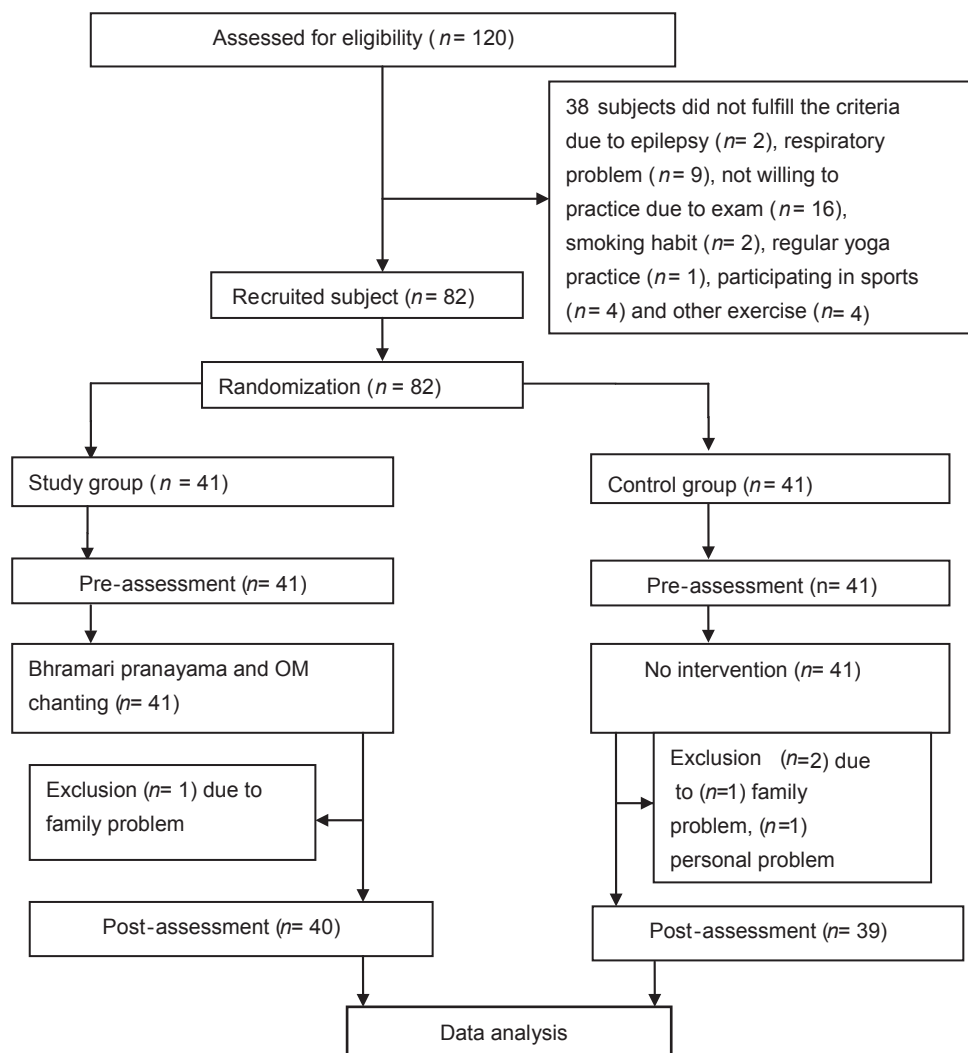 Assessed for eligibility (n= 120)
38 subjects did not fulfill the criteria
due to epilepsy (n= 2), respiratory
problem (n= 9), not willing to
practice due to exam (n= 16),
smoking habit (n= 2), regular yoga
practice (n= 1), participating in sports
(n= 4) and other exercise (n= 4)
Recruited subject (n= 82)
Randomization (n= 82)
Study group ( n = 41)
Control group (n= 41)
Pre-assessment (n= 41)
Pre-assessment (n= 41)
Bhramari pranayama and OM
chanting (n= 41)
No intervention (n= 41)
Exclusion (n= 1) due to
family problem
Exclusion (n=2) due
to (n=1) family
problem, (n=1)
personal problem
Post-assessment (n= 40)
Post-assessment (n= 39)
Data analysis